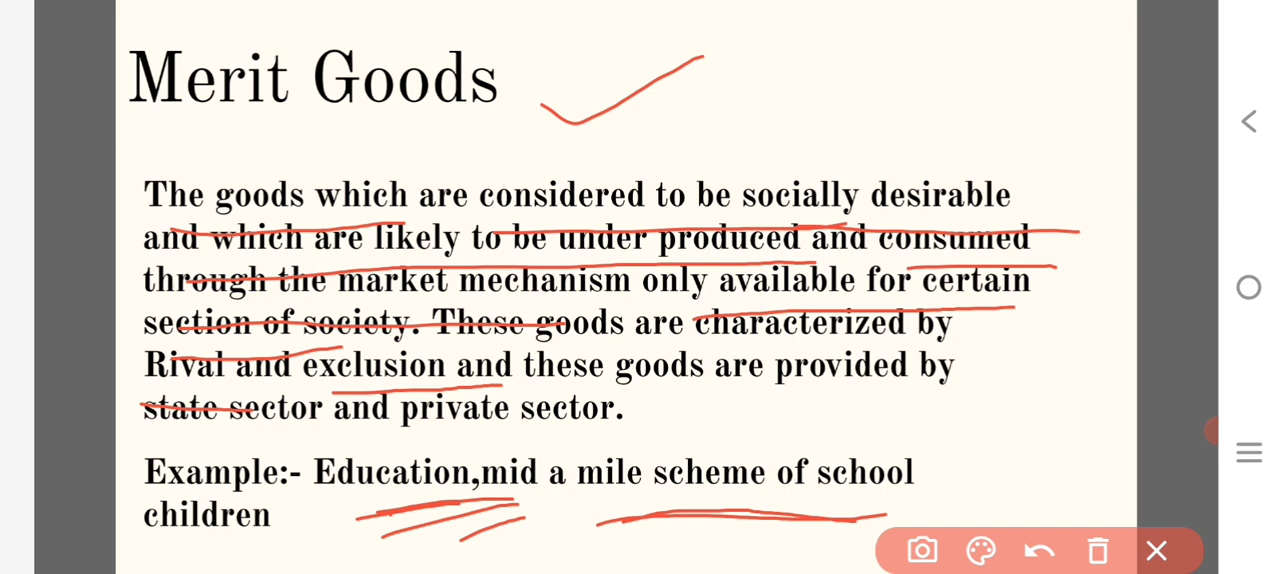 Merit Goods
The goods which are considered to be socially desirable
and which are likely to be under produced and consumed
through the market mechanism only available for certain
section of society. These goods are characterized by
Rival and exclusion and these goods are provided by
state sector and private sector.
Example:- Education,mid a mile scheme of school
children